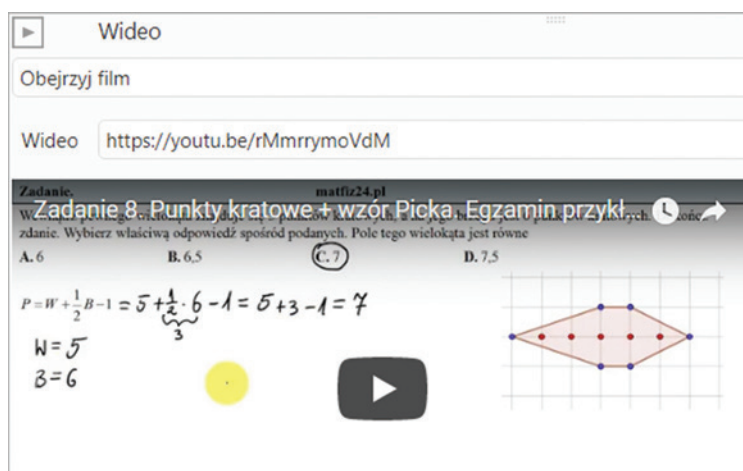 Wideo
Obejrzyj film
Wideo https://youtu.be/rMmrrymoVdM
Zadanie. matfiz24.pl
Zadanie 8. Punkty kratowe + wzór Picka. Egzamin przykł...
zdanie. Wybierz właściwą odpowiedź spośród podanych. Pole tego wielokąta jest równe
A. 6 B. 6,5 C. 7 D. 7,5
P = W + 1/2 B - 1 = 5 + 1/2 · 6 - 1 = 5 + 3 - 1 = 7
3
W = 5
B = 6